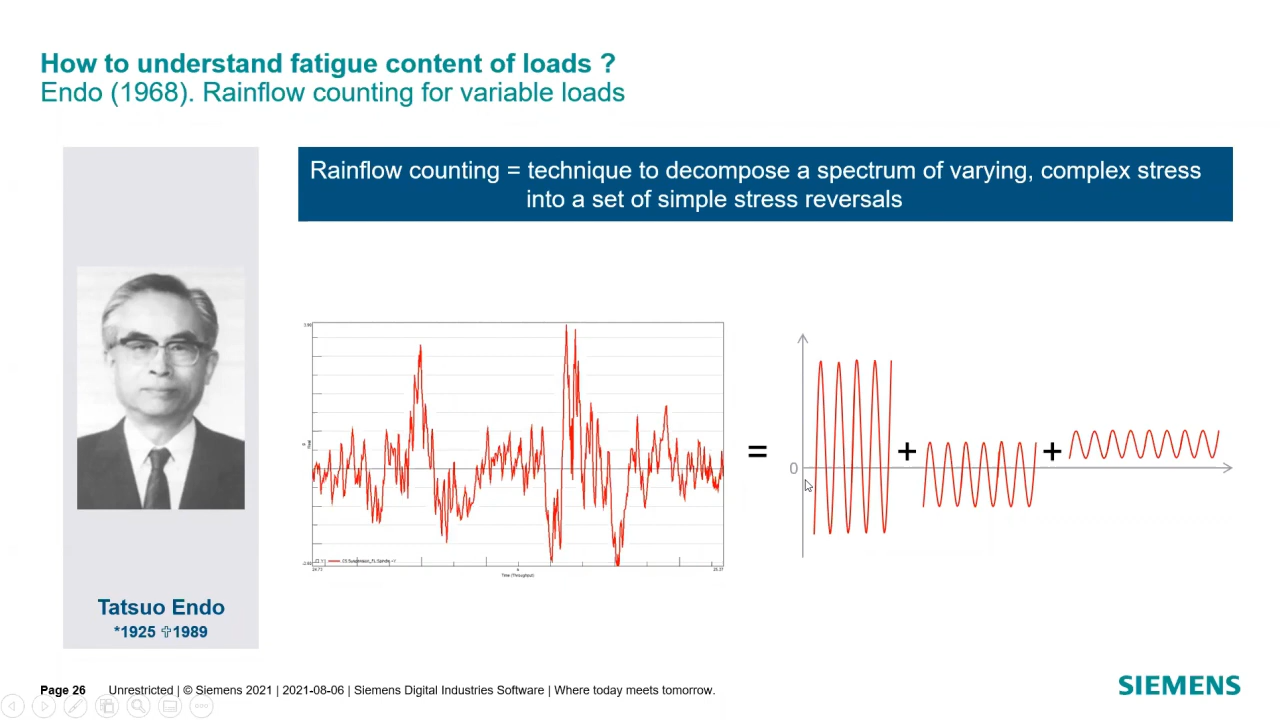 How to understand fatigue content of loads ?
Endo (1968). Rainflow counting for variable loads
Rainflow counting = technique to decompose a spectrum of varying, complex stress
into a set of simple stress reversals
=
0
+
+
Time (Throughput)
Tatsuo Endo
*1925 ✞1989
Page 26 Unrestricted | © Siemens 2021 | 2021-08-06 | Siemens Digital Industries Software | Where today meets tomorrow.
SIEMENS